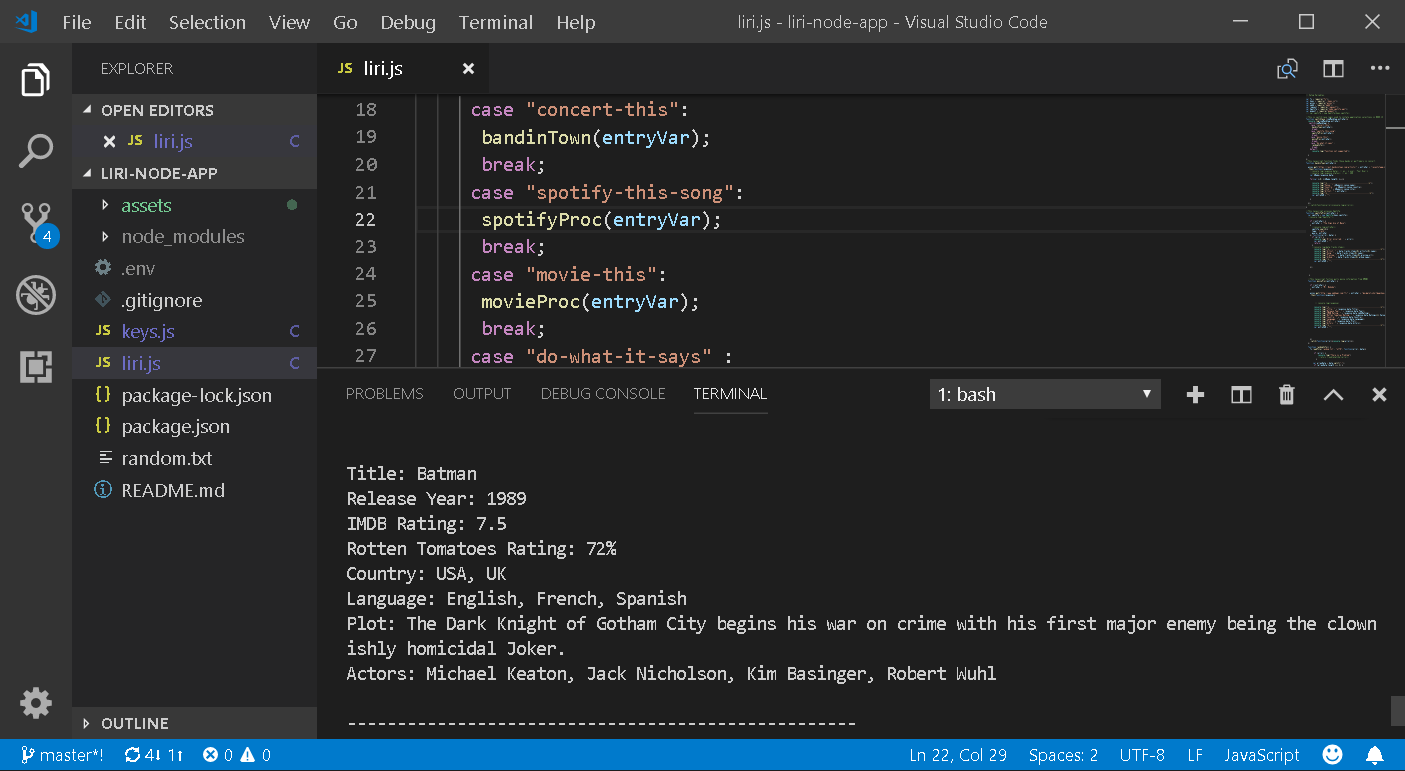 File Edit Selection View Go Debug Terminal Help liri.js - liri-node-app - Visual Studio Code
EXPLORER
OPEN EDITORS
JS liri.js C
LIRI-NODE-APP
assets
node_modules
.env
.gitignore
JS keys.js C
JS liri.js C
{} package-lock.json
{} package.json
random.txt
README.md
OUTLINE
4
JS liri.js
18 case "concert-this":
19 bandinTown(entryVar);
20 break;
21 case "spotify-this-song":
22 spotifyProc(entryVar);
23 break;
24 case "movie-this":
25 movieProc(entryVar);
26 break;
27 case "do-what-it-says" :
PROBLEMS OUTPUT DEBUG CONSOLE TERMINAL 1: bash
Title: Batman
Release Year: 1989
IMDB Rating: 7.5
Rotten Tomatoes Rating: 72%
Country: USA, UK
Language: English, French, Spanish
Plot: The Dark Knight of Gotham City begins his war on crime with his first major enemy being the clown
ishly homicidal Joker.
Actors: Michael Keaton, Jack Nicholson, Kim Basinger, Robert Wuhl
---------------------------------------------------
master*! 4↓ 1↑ 0 0 Ln 22, Col 29 Spaces: 2 UTF-8 LF JavaScript